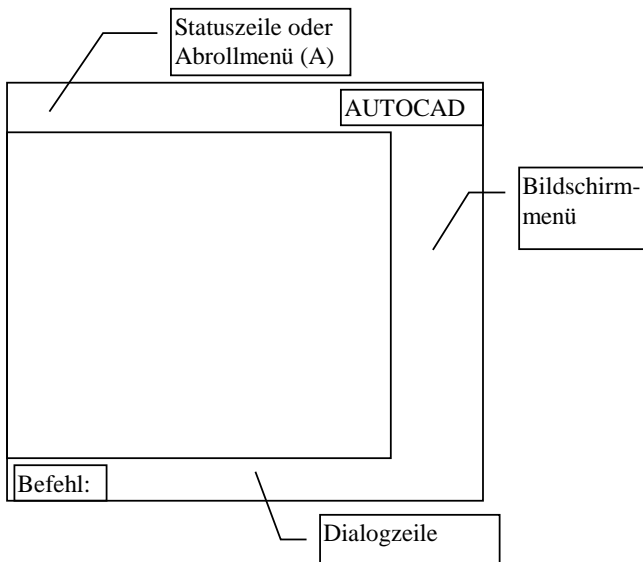 Statuszeile oder
Abrollmenü (A)
AUTOCAD
Bildschirm-
menü
Befehl:
Dialogzeile